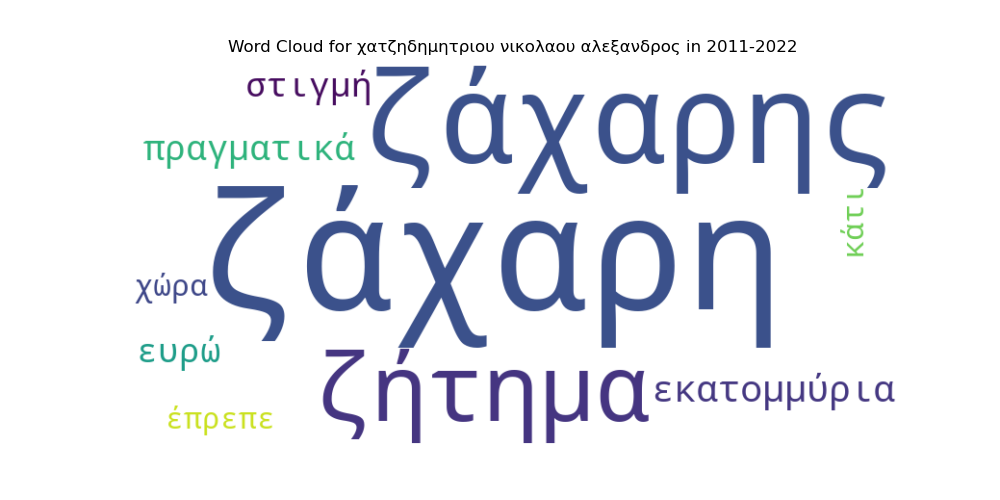 Word Cloud for χατζηδημητριου νικολαου αλεξανδρος in 2011-2022
στιγμή
ζάχαρης
πραγματικά
ζάχαρη
κάτι
χώρα
ευρώ
ζήτημα
εκατομμύρια
έπρεπε